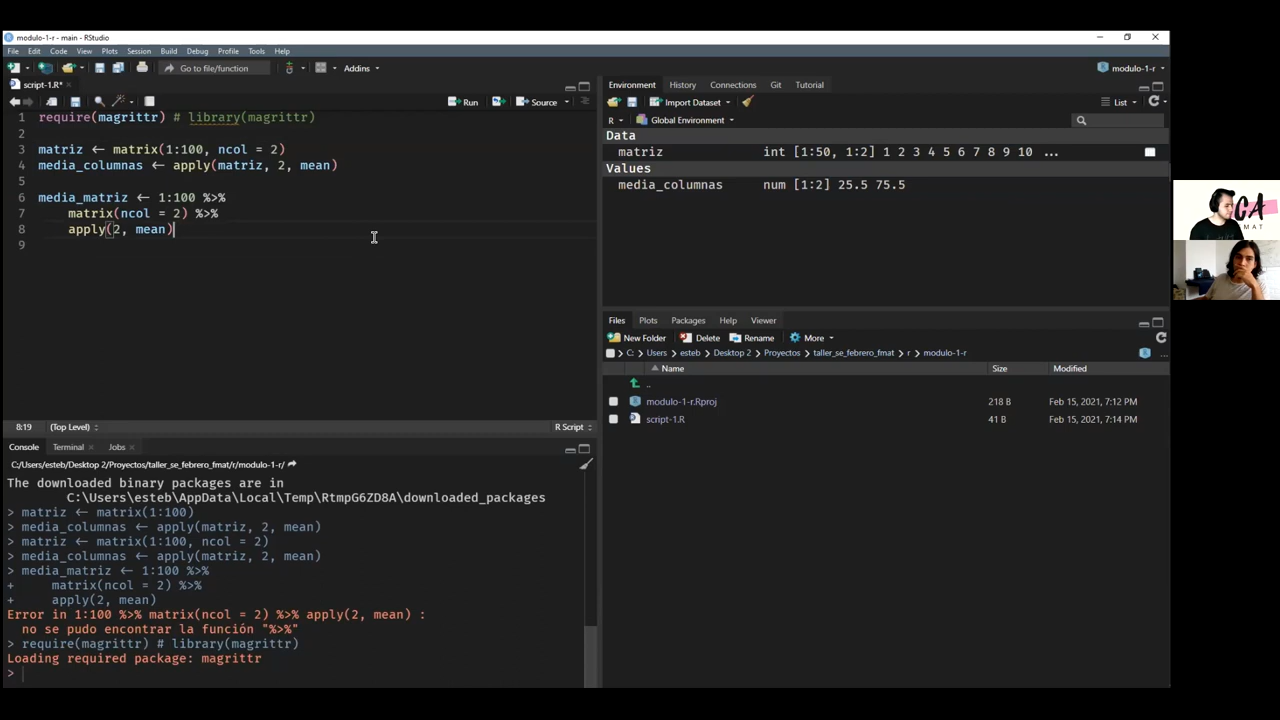 modulo-1-r - main - RStudio
File Edit Code View Plots Session Build Debug Profile Tools Help
Go to file/function Addins modulo-1-r
script-1.R*
Run Source
1 require(magrittr) # library(magrittr)
2
3 matriz <- matrix(1:100, ncol = 2)
4 media_columnas <- apply(matriz, 2, mean)
5
6 media_matriz <- 1:100 %>%
7 matrix(ncol = 2) %>%
8 apply(2, mean)
9
8:19 (Top Level) R Script
Console Terminal Jobs
C:/Users/esteb/Desktop 2/Proyectos/taller_se_febrero_fmat/r/modulo-1-r/
The downloaded binary packages are in
C:\Users\esteb\AppData\Local\Temp\RtmpG6ZD8A\downloaded_packages
> matriz <- matrix(1:100)
> media_columnas <- apply(matriz, 2, mean)
> matriz <- matrix(1:100, ncol = 2)
> media_columnas <- apply(matriz, 2, mean)
> media_matriz <- 1:100 %>%
+ matrix(ncol = 2) %>%
+ apply(2, mean)
Error in 1:100 %>% matrix(ncol = 2) %>% apply(2, mean) :
no se pudo encontrar la función "%>%"
> require(magrittr) # library(magrittr)
Loading required package: magrittr
>
Environment History Connections Git Tutorial
Import Dataset List
R Global Environment
Data
matriz int [1:50, 1:2] 1 2 3 4 5 6 7 8 9 10 ...
Values
media_columnas num [1:2] 25.5 75.5
Files Plots Packages Help Viewer
New Folder Delete Rename More
C: Users esteb Desktop 2 Proyectos taller_se_febrero_fmat r modulo-1-r ...
Name Size Modified
..
modulo-1-r.Rproj 218 B Feb 15, 2021, 7:12 PM
script-1.R 41 B Feb 15, 2021, 7:14 PM
CA
MAT